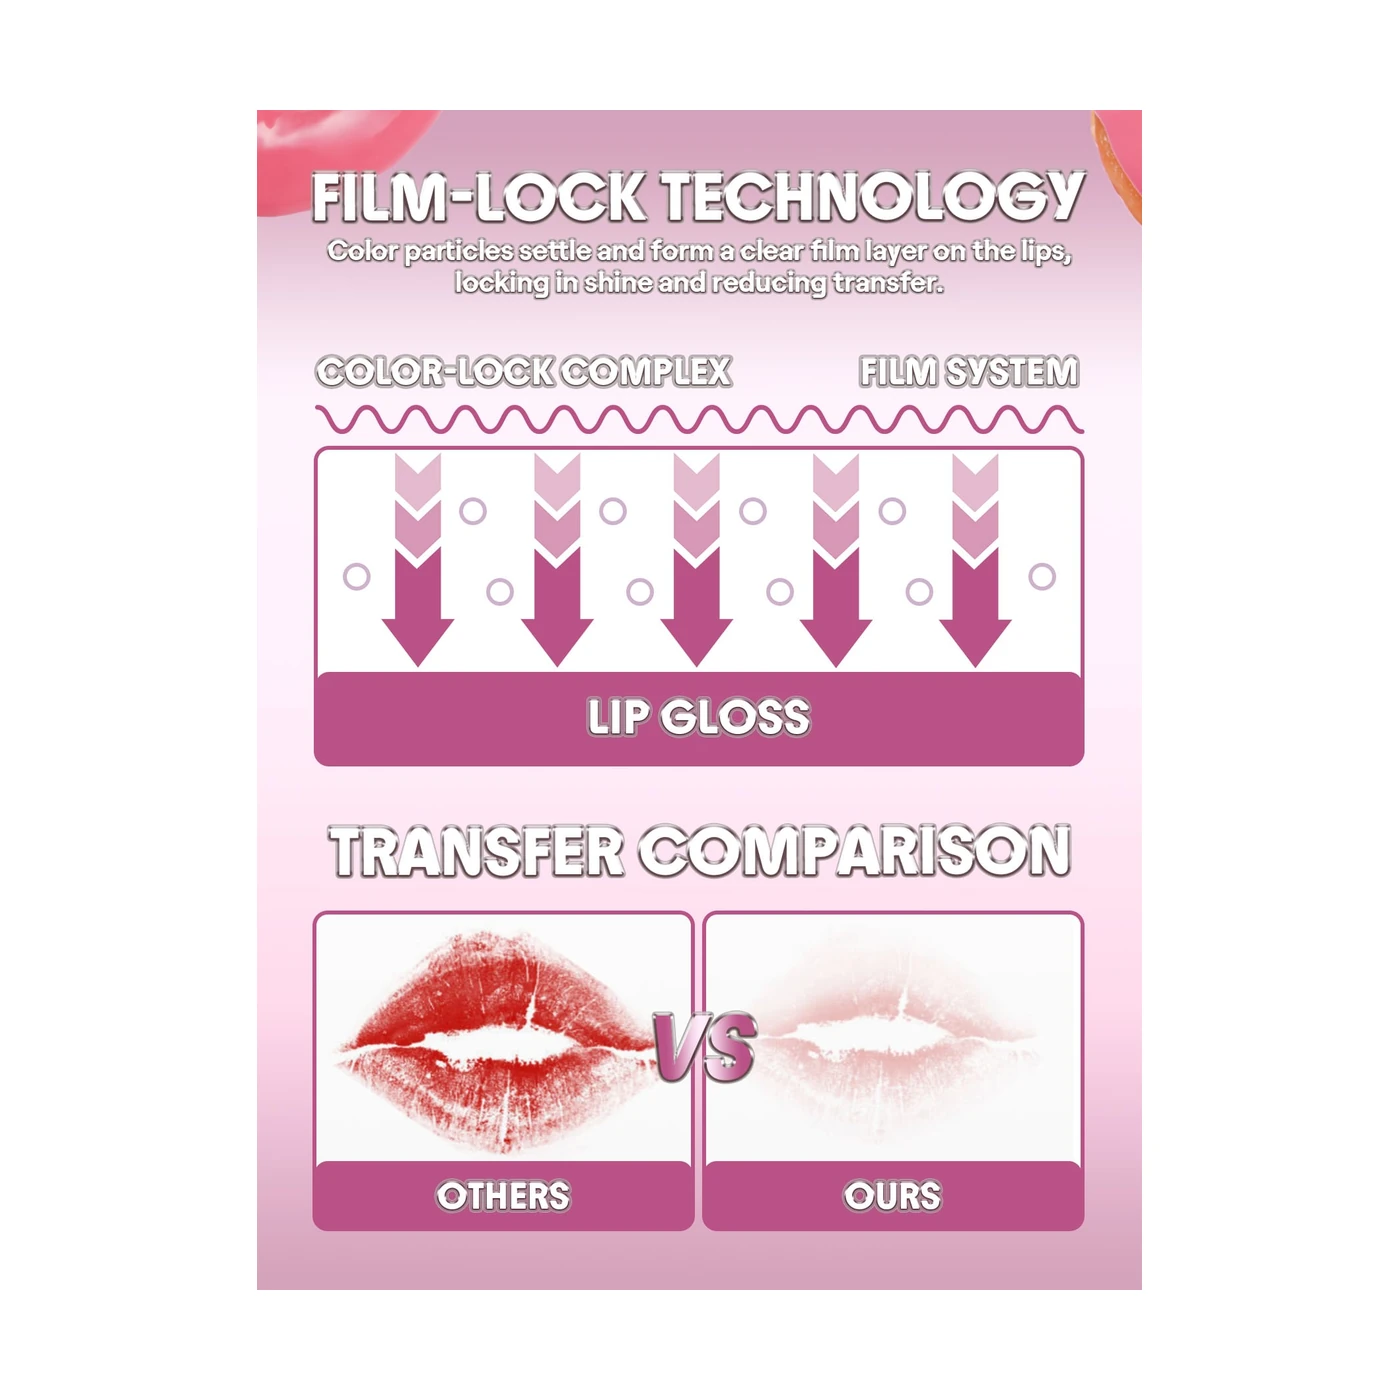 FILM-LOCK TECHNOLOGY
Color particles settle and form a clear film layer on the lips,
locking in shine and reducing transfer.
COLOR-LOCK COMPLEX
FILM SYSTEM
LIP GLOSS
TRANSFER COMPARISON
VS
OTHERS
OURS